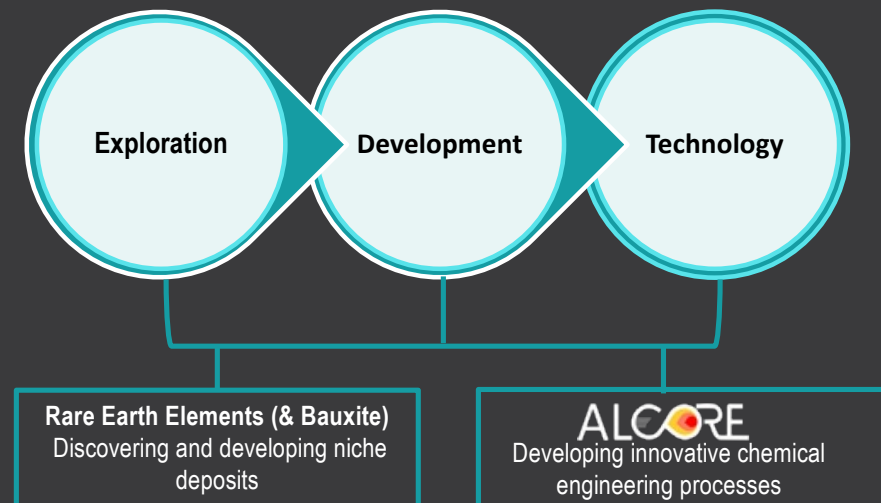 Exploration
Development
Technology
Rare Earth Elements (& Bauxite)
Discovering and developing niche
deposits
ALCORE
Developing innovative chemical
engineering processes